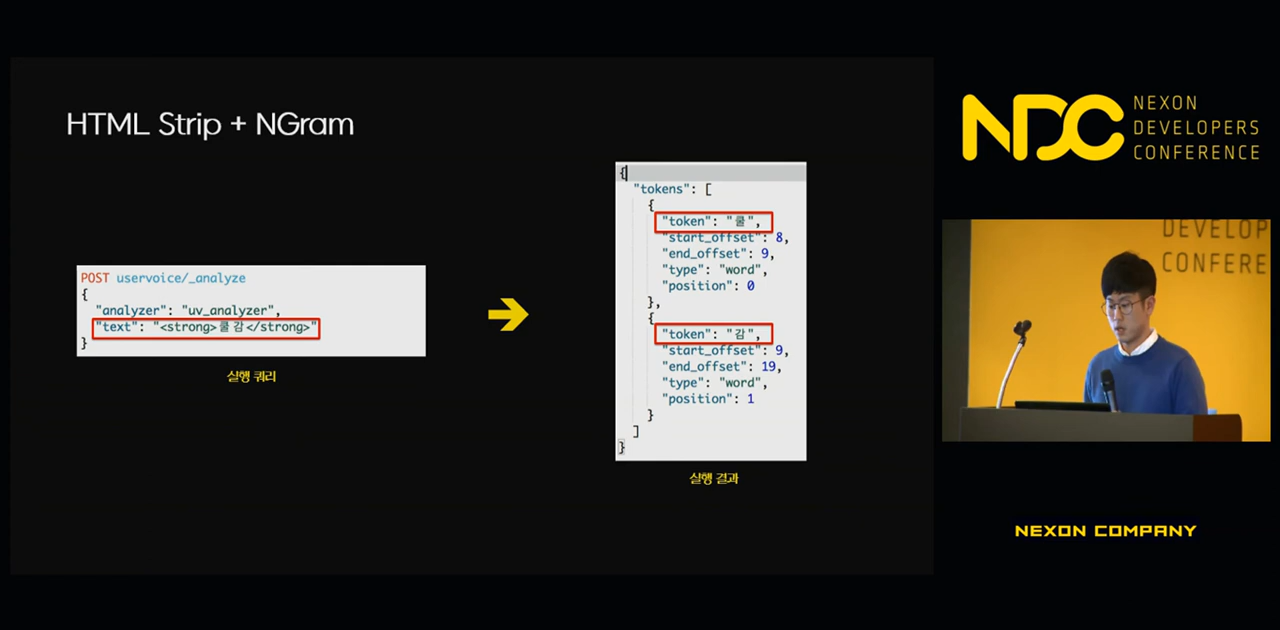 HTML Strip + NGram
POST uservoice/_analyze
{
"analyzer": "uv_analyzer",
"text": "<strong>쿨감</strong>"
}
실행 쿼리
{
"tokens": [
{
"token": "쿨",
"start_offset": 8,
"end_offset": 9,
"type": "word",
"position": 0
},
{
"token": "감",
"start_offset": 9,
"end_offset": 19,
"type": "word",
"position": 1
}
]
}
실행 결과
NDC
NEXON
DEVELOPERS
CONFERENCE
DEVELOP
CONFERE
NEXON COMPANY